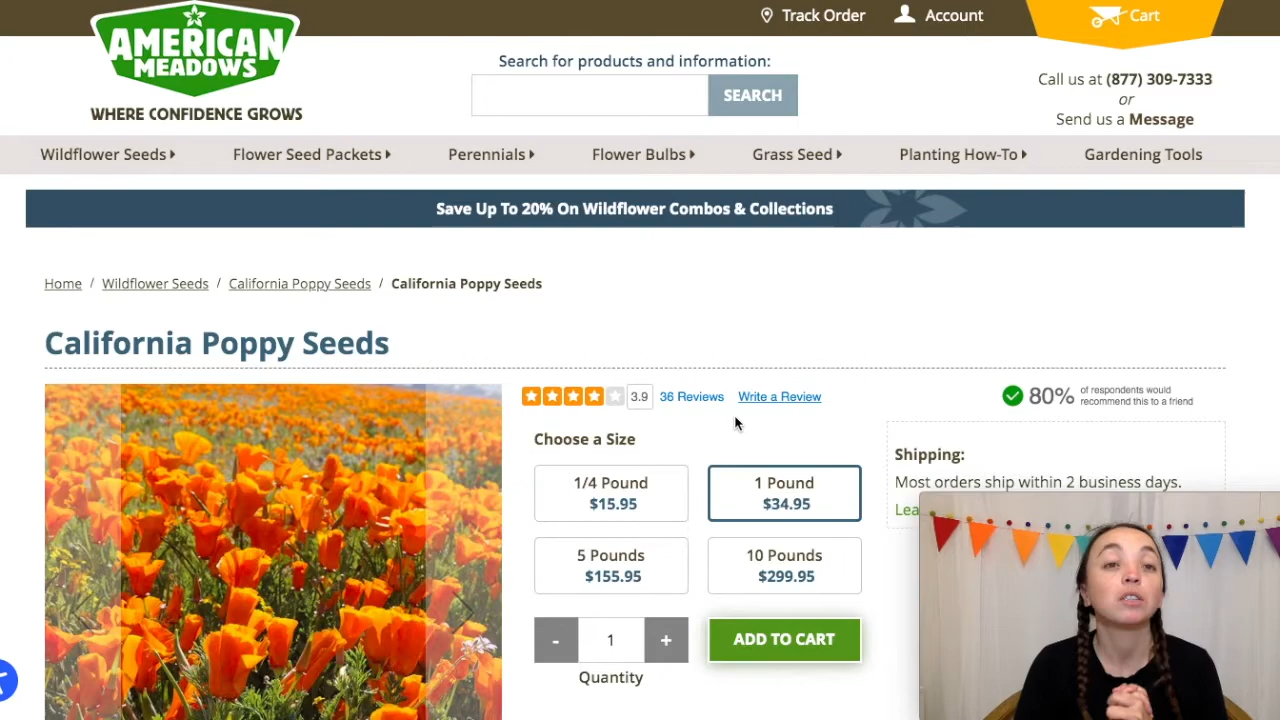 AMERICAN
MEADOWS
WHERE CONFIDENCE GROWS
Track Order
Account
Cart
Search for products and information:
SEARCH
Call us at (877) 309-7333
or
Send us a Message
Wildflower Seeds
Flower Seed Packets
Perennials
Flower Bulbs
Grass Seed
Planting How-To
Gardening Tools
Save Up To 20% On Wildflower Combos & Collections
Home / Wildflower Seeds / California Poppy Seeds / California Poppy Seeds
California Poppy Seeds
3.9
36 Reviews
Write a Review
80%
of respondents would
recommend this to a friend
Choose a Size
1/4 Pound
$15.95
1 Pound
$34.95
5 Pounds
$155.95
10 Pounds
$299.95
- 1 +
Quantity
ADD TO CART
Shipping:
Most orders ship within 2 business days.